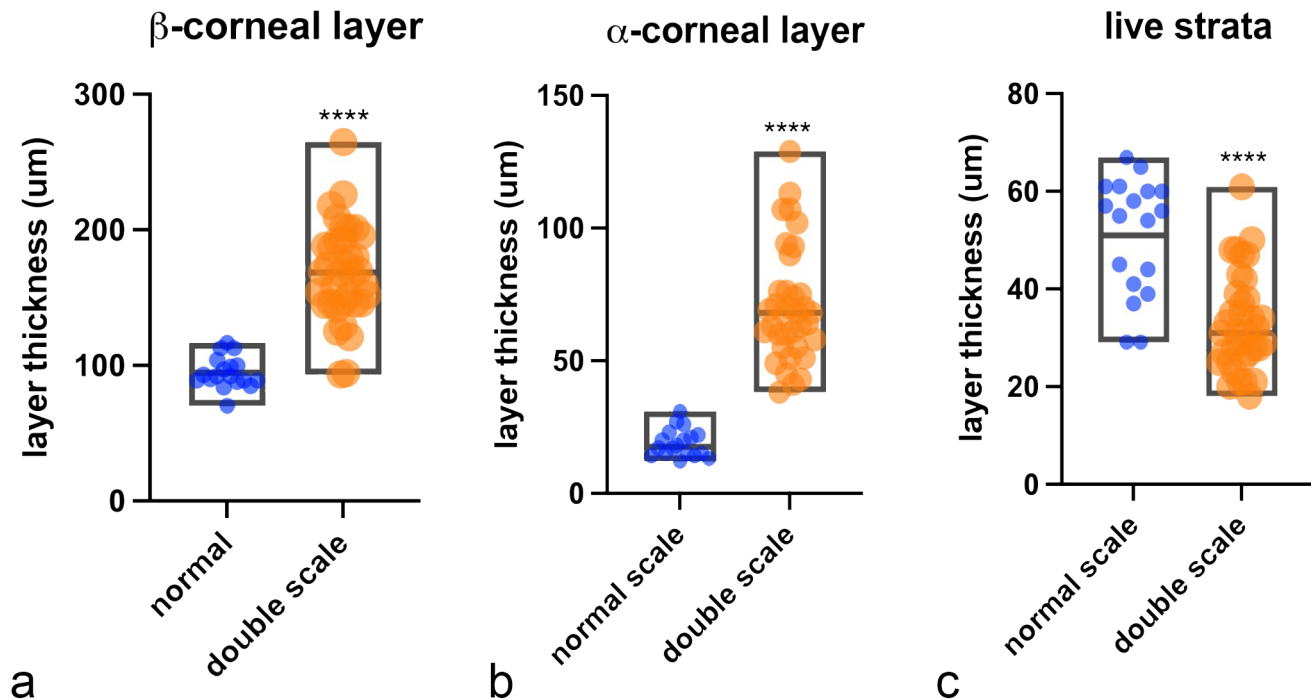 β-corneal layer
layer thickness (um)
300
200
100
0
****
normal
double scale
a
α-corneal layer
layer thickness (um)
150
100
50
0
****
normal scale
double scale
b
live strata
layer thickness (um)
80
60
40
20
0
****
normal scale
double scale
c